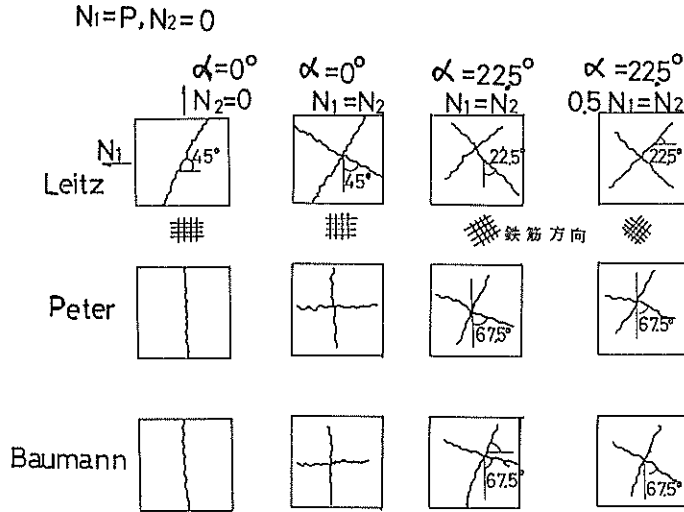 N₁=P, N₂=0
α=0° α=0° α=22.5° α=22.5°
N₂=0 N₁=N₂ N₁=N₂ 0.5 N₁=N₂
N₁ 45° 45° 22.5° 22.5°
Leitz
鉄筋方向
Peter
67.5° 67.5°
Baumann
67.5° 67.5°